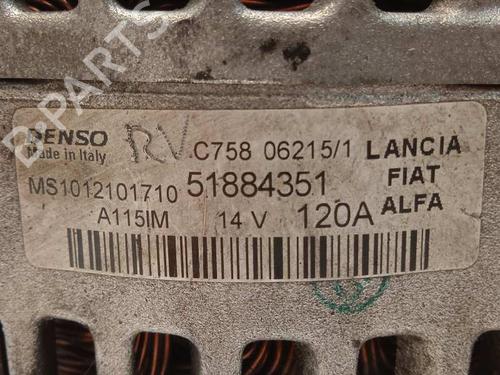 B-PARTS
DENSO RV C758 06215/1 LANCIA
Made in Italy
MS1012101710 51884351 FIAT
A115IM 14 V 120A ALFA